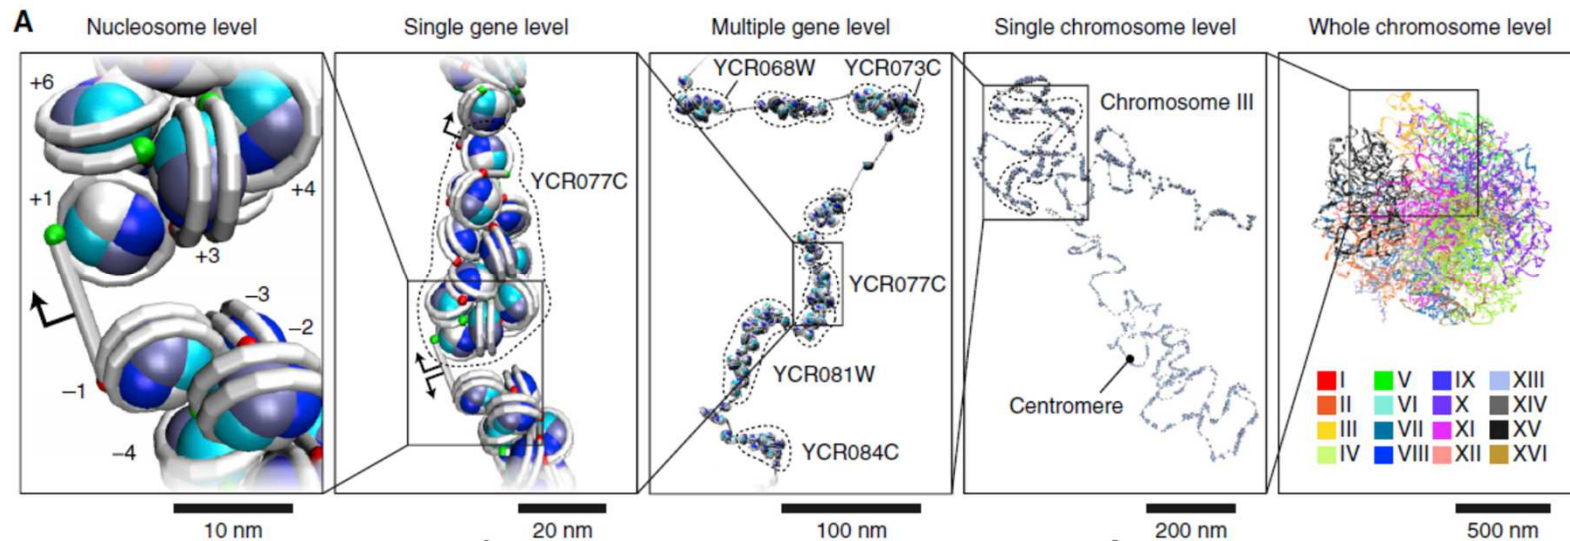 A
Nucleosome level
Single gene level
Multiple gene level
Single chromosome level
Whole chromosome level
+6
+4
+1
+3
–3
–2
–1
–4
10 nm
YCR077C
20 nm
YCR068W
YCR073C
YCR077C
YCR081W
YCR084C
100 nm
Chromosome III
Centromere
200 nm
I V IX XIII
II VI X XIV
III VII XI XV
IV VIII XII XVI
500 nm